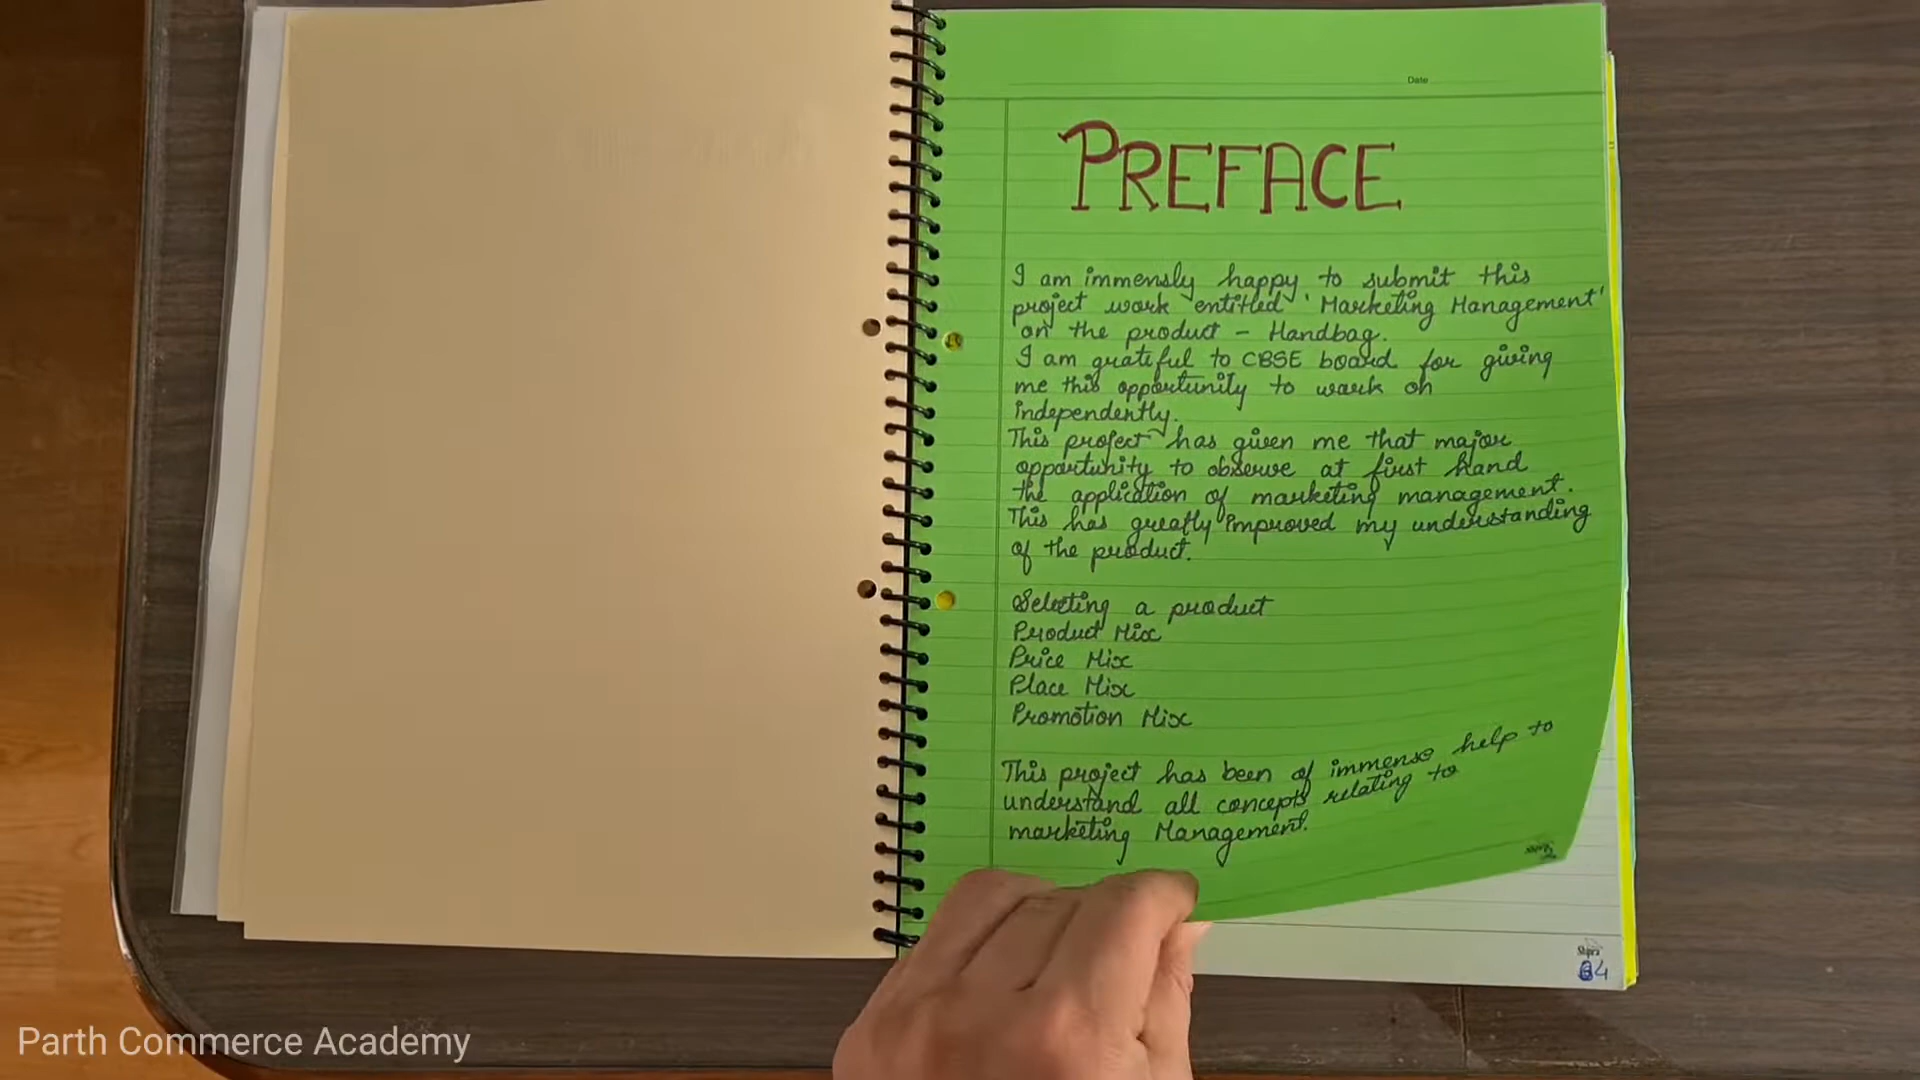 Date
PREFACE
I am immensly happy to submit this
project work entitled 'Marketing Management'
on the product - Handbag.
I am grateful to CBSE board for giving
me this opportunity to work on
independently.
This project has given me that major
opportunity to observe at first hand
the application of marketing management.
This has greatly improved my understanding
of the product.
Selecting a product
Product Mix
Price Mix
Place Mix
Promotion Mix
This project has been of immense help to
understand all concepts relating to
marketing Management.
Shipra
4
Parth Commerce Academy